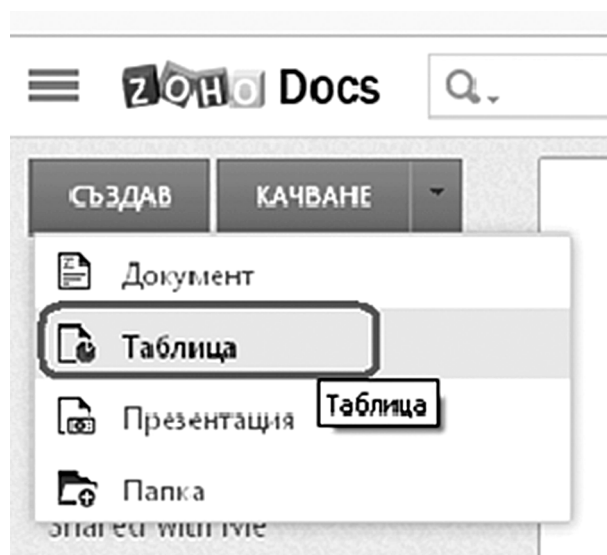 ZOHO Docs
СЪЗДАВ КАЧВАНЕ
Документ
Таблица
Таблица
Презентация
Папка
Shared with Me